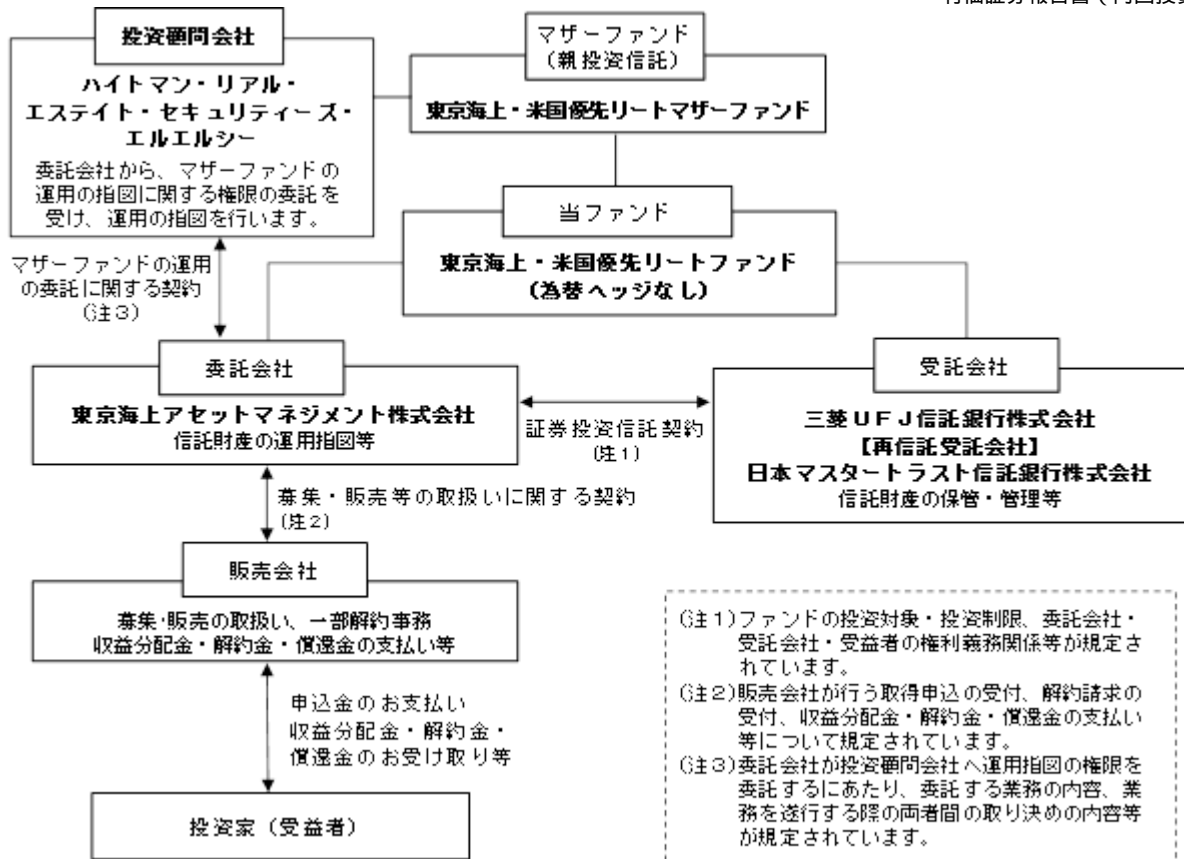 投資顧問会社
ハイトマン・リアル・
エステイト・セキュリティーズ・
エルエルシー
委託会社から、マザーファンドの
運用の指図に関する権限の委託を
受け、運用の指図を行います。
マザーファンド
(親投資信託)
東京海上・米国優先リートマザーファンド
当ファンド
東京海上・米国優先リートファンド
(為替ヘッジなし)
マザーファンドの運用
の委託に関する契約
(注3)
委託会社
東京海上アセットマネジメント株式会社
信託財産の運用指図等
証券投資信託契約
(注1)
受託会社
三菱UFJ信託銀行株式会社
【再信託受託会社】
日本マスタートラスト信託銀行株式会社
信託財産の保管・管理等
募集・販売等の取扱いに関する契約
(注2)
販売会社
募集・販売の取扱い、一部解約事務
収益分配金・解約金・償還金の支払い等
申込金のお支払い
収益分配金・解約金・
償還金のお受け取り等
投資家(受益者)
(注1)ファンドの投資対象・投資制限、委託会社・
受託会社・受益者の権利義務関係等が規定さ
れています。
(注2)販売会社が行う取得申込の受付、解約請求の
受付、収益分配金・解約金・償還金の支払い
等について規定されています。
(注3)委託会社が投資顧問会社へ運用指図の権限を
委託するにあたり、委託する業務の内容、業
務を遂行する際の両者間の取り決めの内容等
が規定されています。